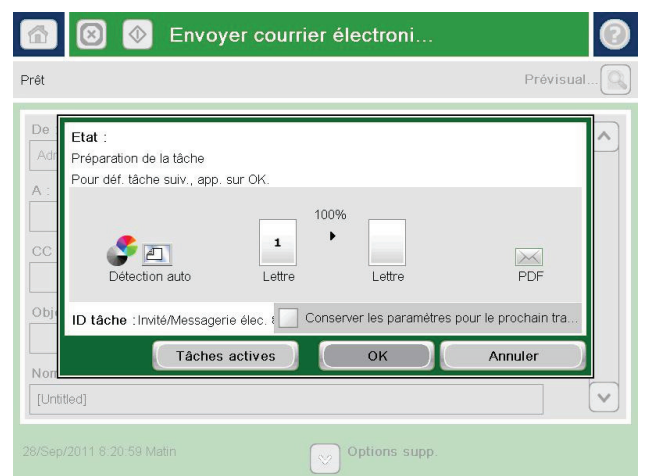 Envoyer courrier électroni...
Prêt
Prévisual...
De
Adr
Etat :
Préparation de la tâche
Pour déf. tâche suiv., app. sur OK.
A :
100%
1
CC
Détection auto
Lettre
Lettre
PDF
Obje
ID tâche : Invité/Messagerie élec.
Conserver les paramètres pour le prochain tra...
Tâches actives
OK
Annuler
Nom
[Untitled]
28/Sep/2011 8:20:59 Matin
Options supp.